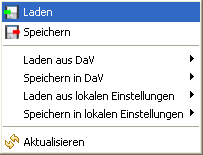 Laden
Speichern
Laden aus DaV
Speichern in DaV
Laden aus lokalen Einstellungen
Speichern in lokalen Einstellungen
Aktualisieren